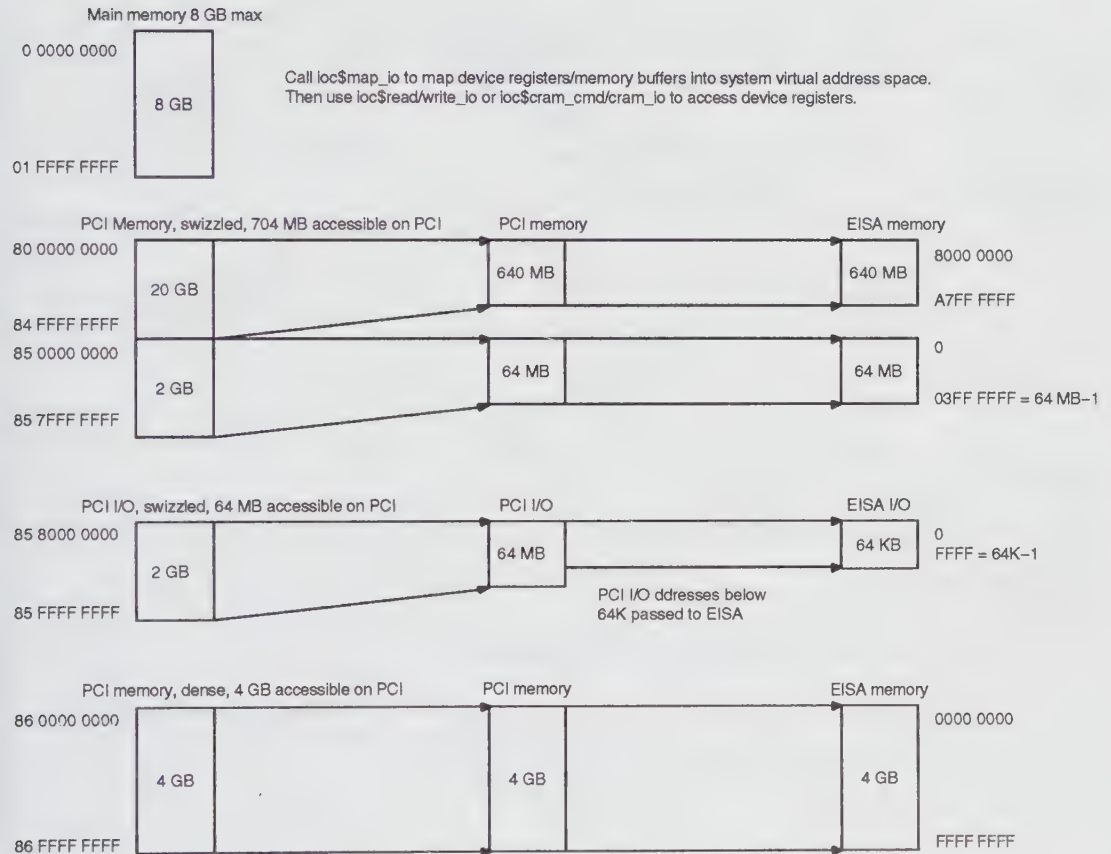 Main memory 8 GB max
0 0000 0000
8 GB
01 FFFF FFFF
Call ioc$map_io to map device registers/memory buffers into system virtual address space.
Then use ioc$read/write_io or ioc$cram_cmd/cram_io to access device registers.
PCI Memory, swizzled, 704 MB accessible on PCI
PCI memory
EISA memory
80 0000 0000
8000 0000
20 GB
640 MB
640 MB
84 FFFF FFFF
A7FF FFFF
85 0000 0000
0
2 GB
64 MB
64 MB
85 7FFF FFFF
03FF FFFF = 64 MB–1
PCI I/O, swizzled, 64 MB accessible on PCI
PCI I/O
EISA I/O
85 8000 0000
0
2 GB
64 MB
64 KB
FFFF = 64K–1
85 FFFF FFFF
PCI I/O ddresses below
64K passed to EISA
PCI memory, dense, 4 GB accessible on PCI
PCI memory
EISA memory
86 0000 0000
0000 0000
4 GB
4 GB
4 GB
86 FFFF FFFF
FFFF FFFF